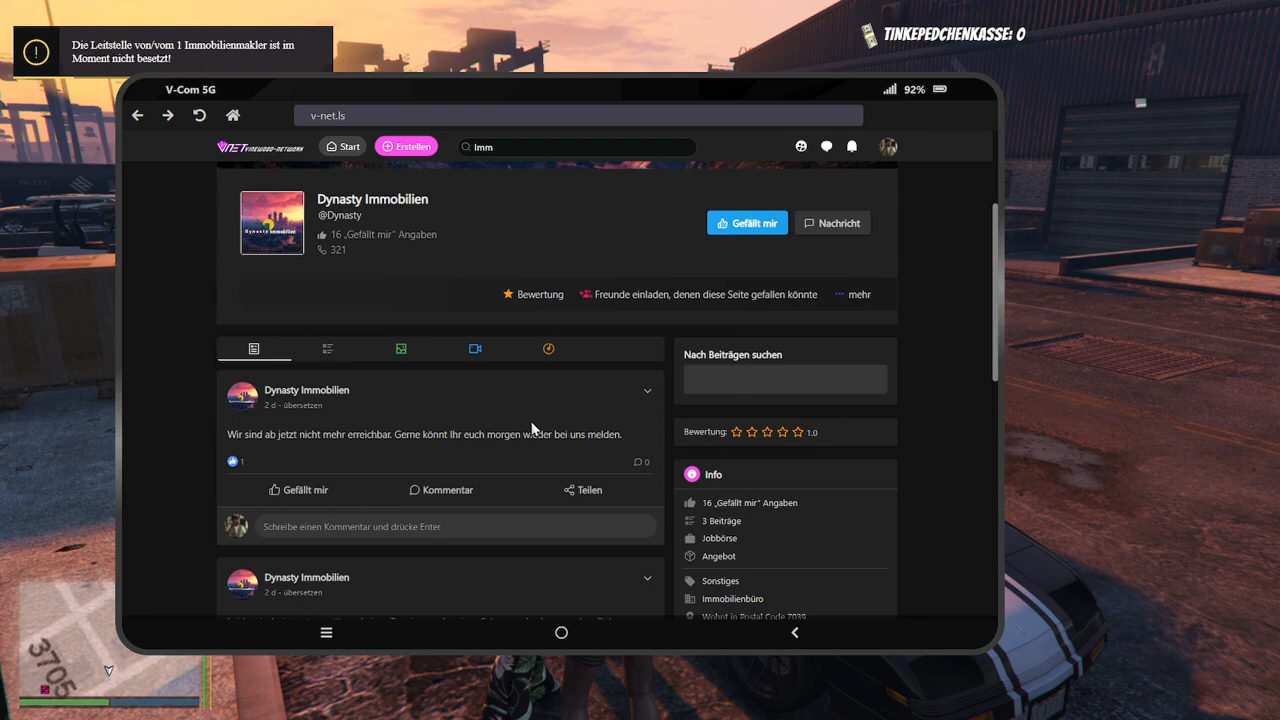 Die Leitstelle von/vom 1 Immobilienmakler ist im
Moment nicht besetzt!
TINKEPEDCHENKASSE: 0
V-Com 5G
92%
v-net.ls
VNET VINEWOOD-NETWORK
Start
Erstellen
Imm
Dynasty Immobilien
@Dynasty
16 „Gefällt mir“ Angaben
321
Gefällt mir
Nachricht
Bewertung
Freunde einladen, denen diese Seite gefallen könnte
mehr
Dynasty Immobilien
2 d - übersetzen
Wir sind ab jetzt nicht mehr erreichbar. Gerne könnt Ihr euch morgen wieder bei uns melden.
1
0
Gefällt mir
Kommentar
Teilen
Schreibe einen Kommentar und drücke Enter
Dynasty Immobilien
2 d - übersetzen
Nach Beiträgen suchen
Bewertung:
1.0
Info
16 „Gefällt mir“ Angaben
3 Beiträge
Jobbörse
Angebot
Sonstiges
Immobilienbüro
Wohnt in Postal Code 7039
3705